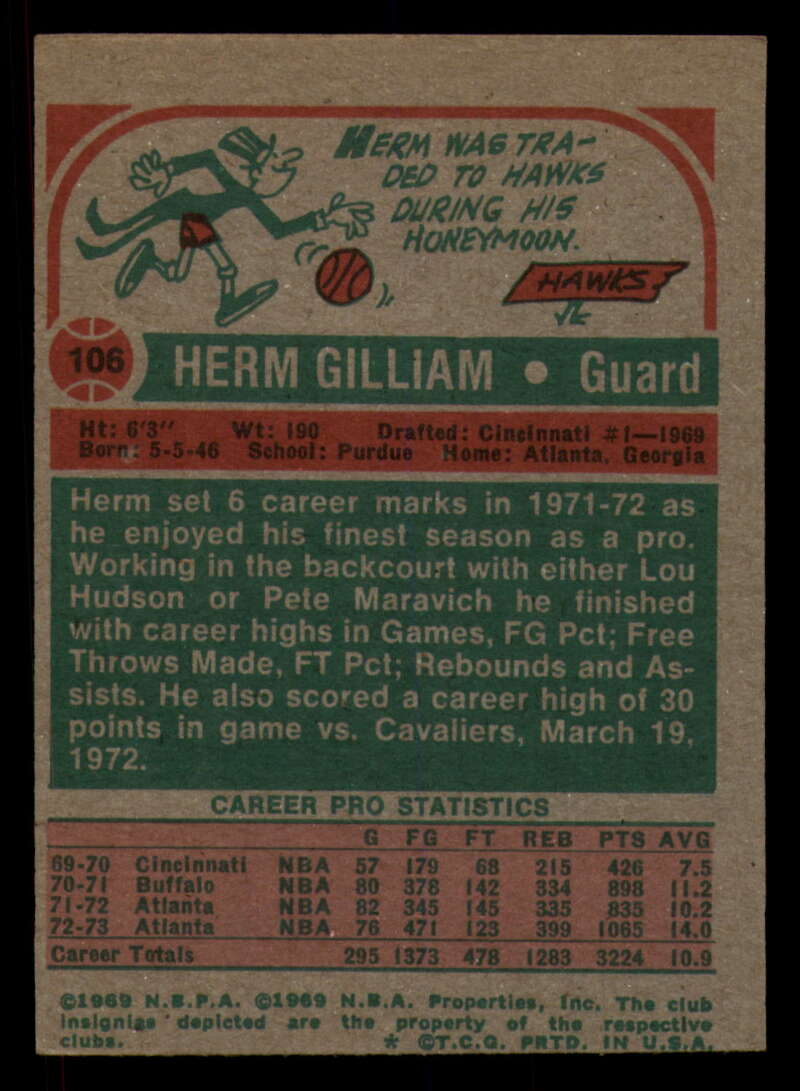 HERM WAS TRA-
DED TO HAWKS
DURING HIS
HONEYMOON.
HAWKS
106 HERM GILLIAM • Guard
Ht: 6'3" Wt: 190 Drafted: Cincinnati #1—1969
Born: 5-5-46 School: Purdue Home: Atlanta, Georgia
Herm set 6 career marks in 1971-72 as
he enjoyed his finest season as a pro.
Working in the backcourt with either Lou
Hudson or Pete Maravich he finished
with career highs in Games, FG Pct; Free
Throws Made, FT Pct; Rebounds and As-
sists. He also scored a career high of 30
points in game vs. Cavaliers, March 19,
1972.
CAREER PRO STATISTICS
G FG FT REB PTS AVG
69-70 Cincinnati NBA 57 179 68 215 426 7.5
70-71 Buffalo NBA 80 378 142 334 898 11.2
71-72 Atlanta NBA 82 345 145 335 835 10.2
72-73 Atlanta NBA 76 471 123 399 1065 14.0
Career Totals 295 1373 478 1283 3224 10.9
©1969 N.B.P.A. ©1969 N.B.A. Properties, Inc. The club
insignias depicted are the property of the respective
clubs. * ©T.C.G. PRTD. IN U.S.A.